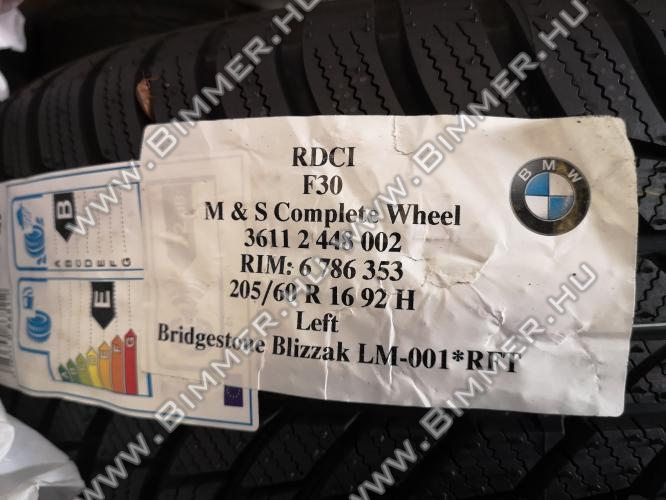 RDCI
F30
M & S Complete Wheel
3611 2 448 002
RIM: 6 786 353
205/60 R 16 92 H
Left
Bridgestone Blizzak LM-001*RFT
BMW
B
A B C D E F G
E
G
www.BIMMER.HU